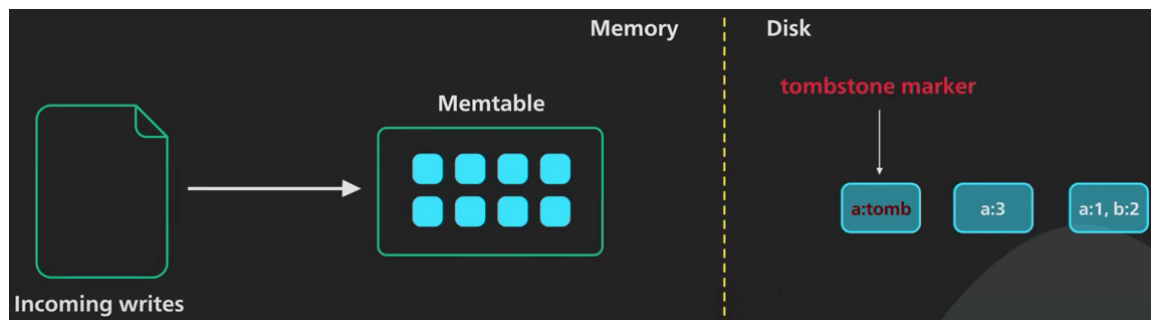 Memory
Disk
tombstone marker
Memtable
a:tomb
a:3
a:1, b:2
Incoming writes